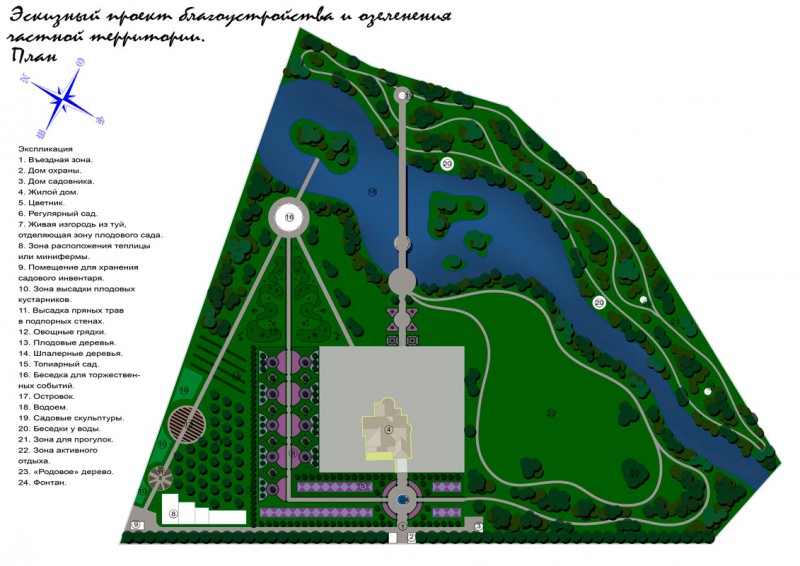 Эскизный проект благоустройства и озеленения
частной территории.
План
Экспликация
1. Въездная зона.
2. Дом охраны.
3. Дом садовника.
4. Жилой дом.
5. Цветник.
6. Регулярный сад.
7. Живая изгородь из туй,
отделяющая зону плодового сада.
8. Зона расположения теплицы
или минифермы.
9. Помещение для хранения
садового инвентаря.
10. Зона высадки плодовых
кустарников.
11. Высадка пряных трав
в подпорных стенах.
12. Овощные грядки.
13. Плодовые деревья.
14. Шпалерные деревья.
15. Топиарный сад.
16. Беседка для торжествен-
ных событий.
17. Островок.
18. Водоем.
19. Садовые скульптуры.
20. Беседки у воды.
21. Зона для прогулок.
22. Зона активного
отдыха.
23. «Родовое» дерево.
24. Фонтан.
20
18
16
20
19
4
19
24
8
9
1
2
3